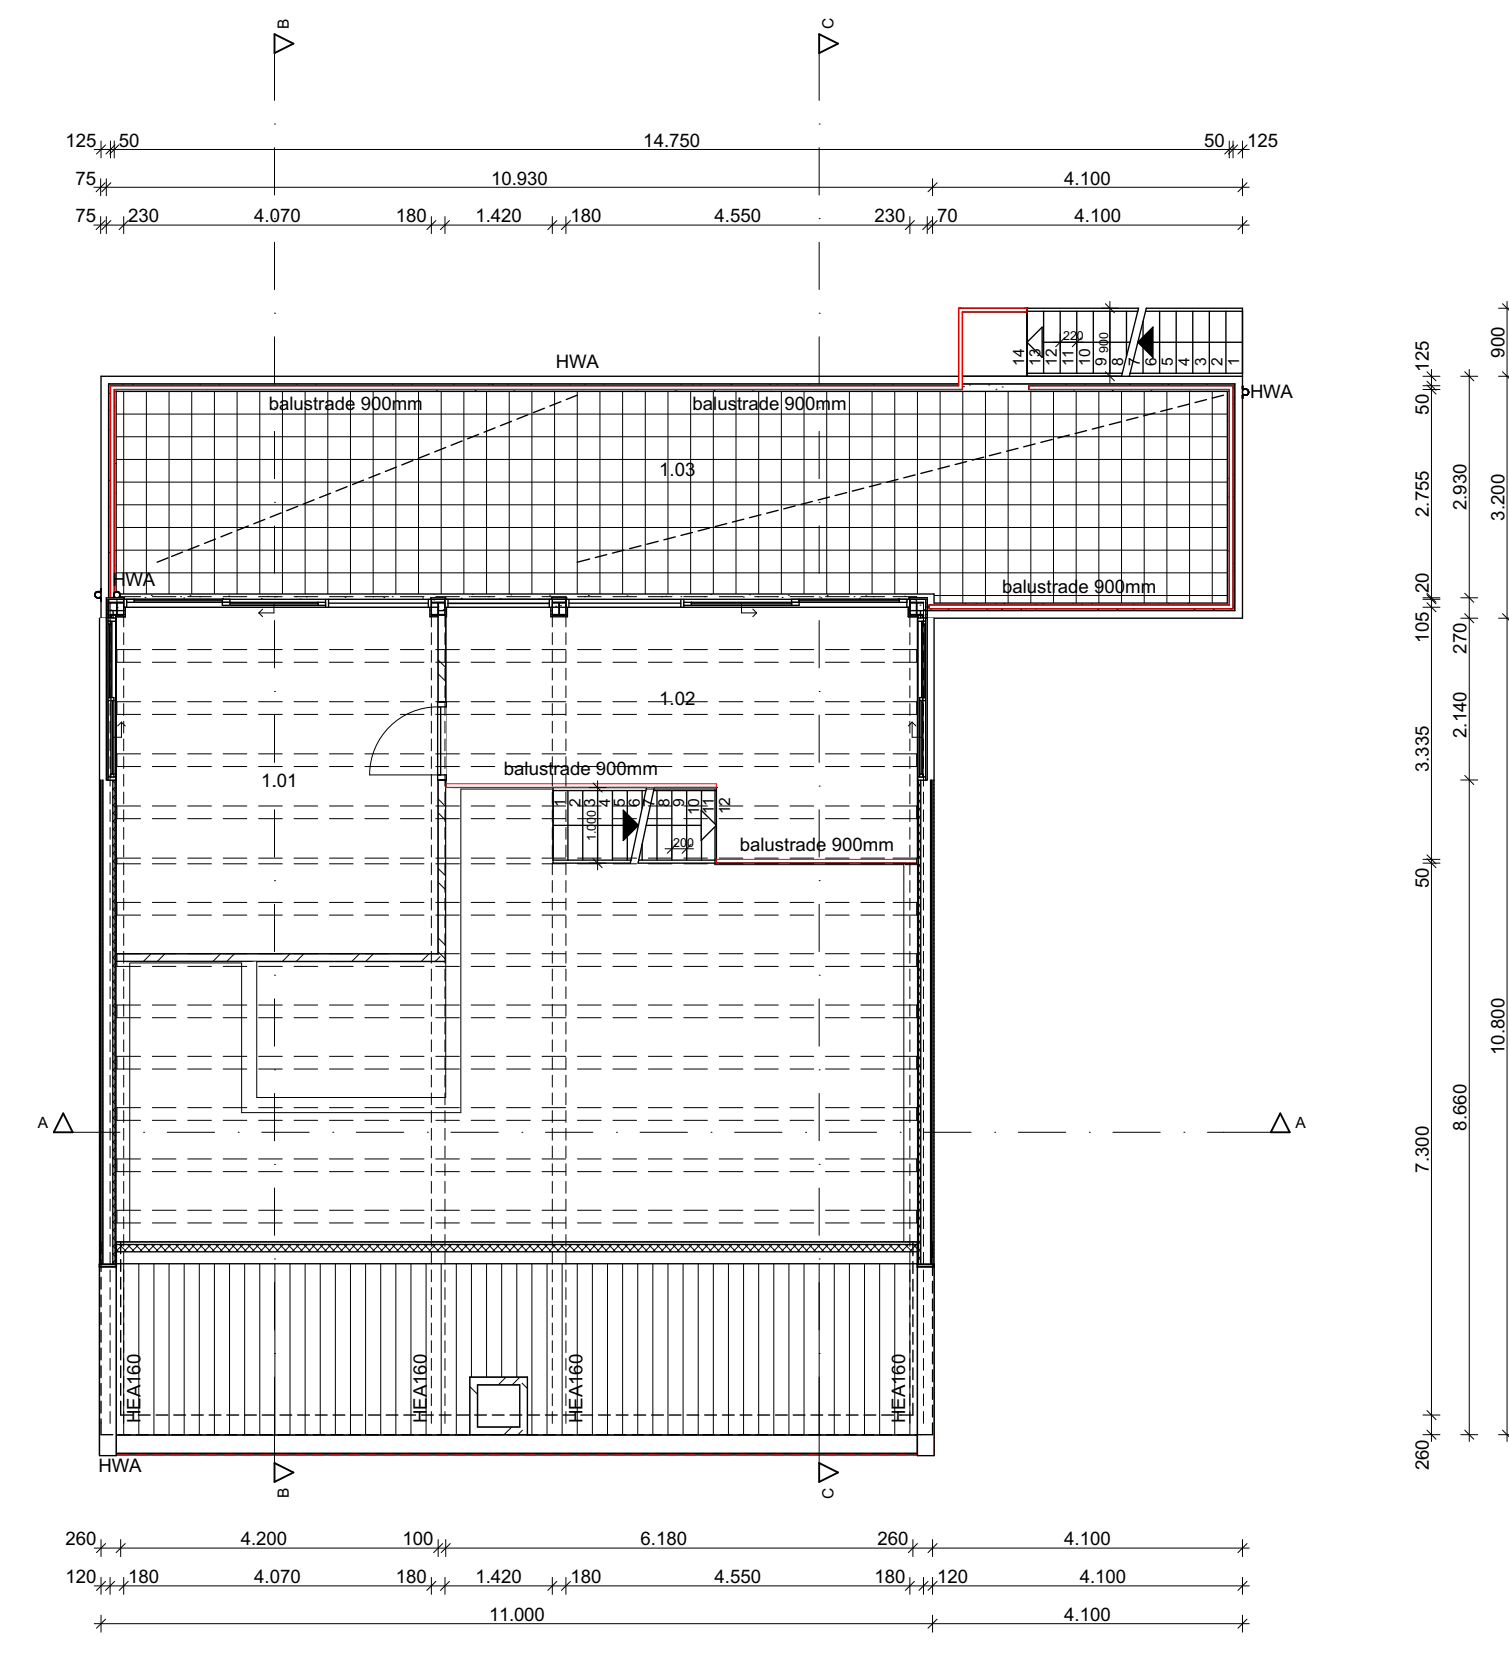 B
C
125 50 14.750 50 125
75 10.930 4.100
75 230 4.070 180 1.420 180 4.550 230 70 4.100
HWA
14 13 12 11 10 9 8 7 6 5 4 3 2 1
220
900
HWA
balustrade 900mm
balustrade 900mm
1.03
HWA
balustrade 900mm
1.02
1.01
balustrade 900mm
1 2 3 4 5 6 7 8 9 10 11 12
1.000
200
balustrade 900mm
A
A
HEA160
HEA160
HEA160
HEA160
HWA
B
C
125 50 2.755 20 105 3.335 50 7.300 260
2.930 270 2.140 8.660
900 3.200 10.800
260 4.200 100 6.180 260 4.100
120 180 4.070 180 1.420 180 4.550 180 120 4.100
11.000 4.100